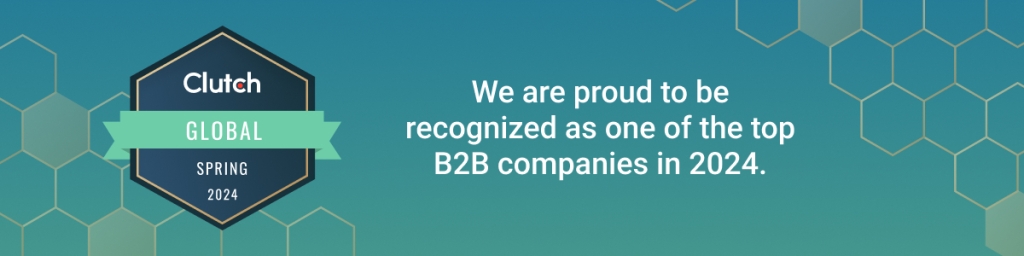 Clutch
GLOBAL
SPRING
2024
We are proud to be
recognized as one of the top
B2B companies in 2024.